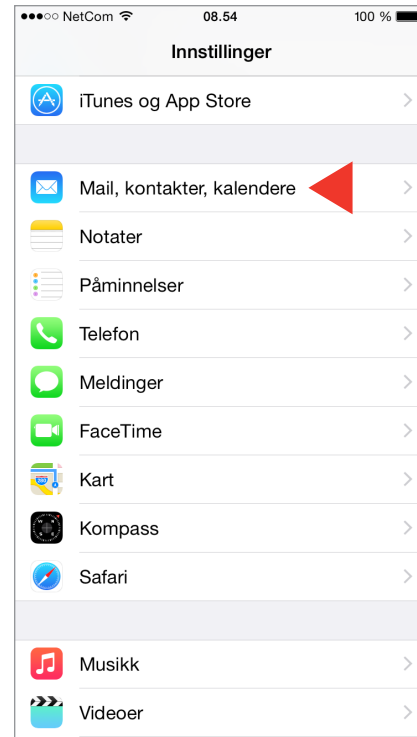 NetCom 08.54 100 %
Innstillinger
iTunes og App Store
Mail, kontakter, kalendere
Notater
Påminnelser
Telefon
Meldinger
FaceTime
Kart
Kompass
Safari
Musikk
Videoer